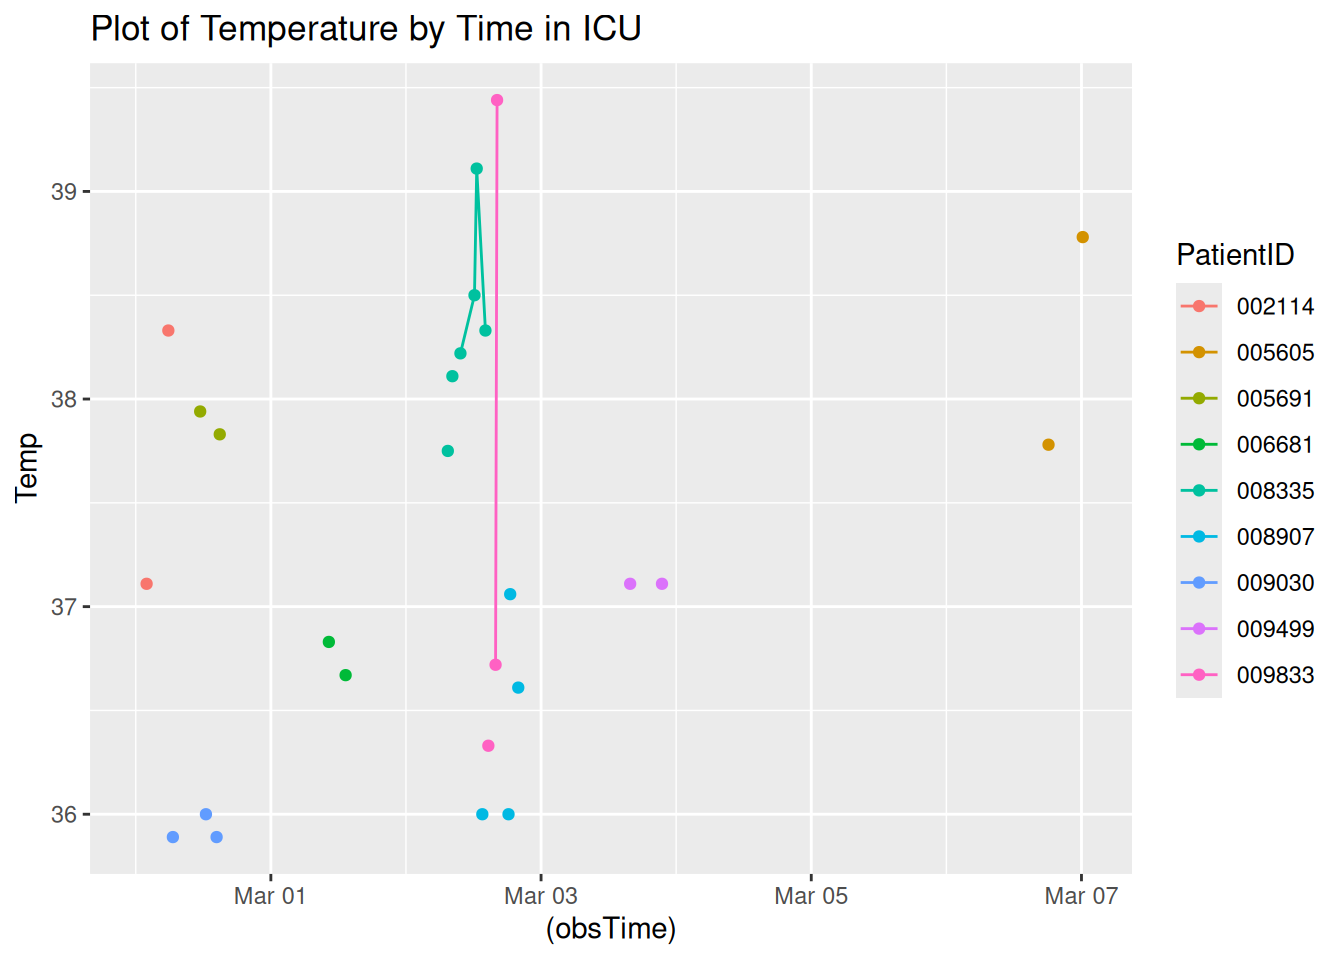 Plot of Temperature by Time in ICU
Temp
39
38
37
36
Mar 01
Mar 03
Mar 05
Mar 07
(obsTime)
PatientID
002114
005605
005691
006681
008335
008907
009030
009499
009833